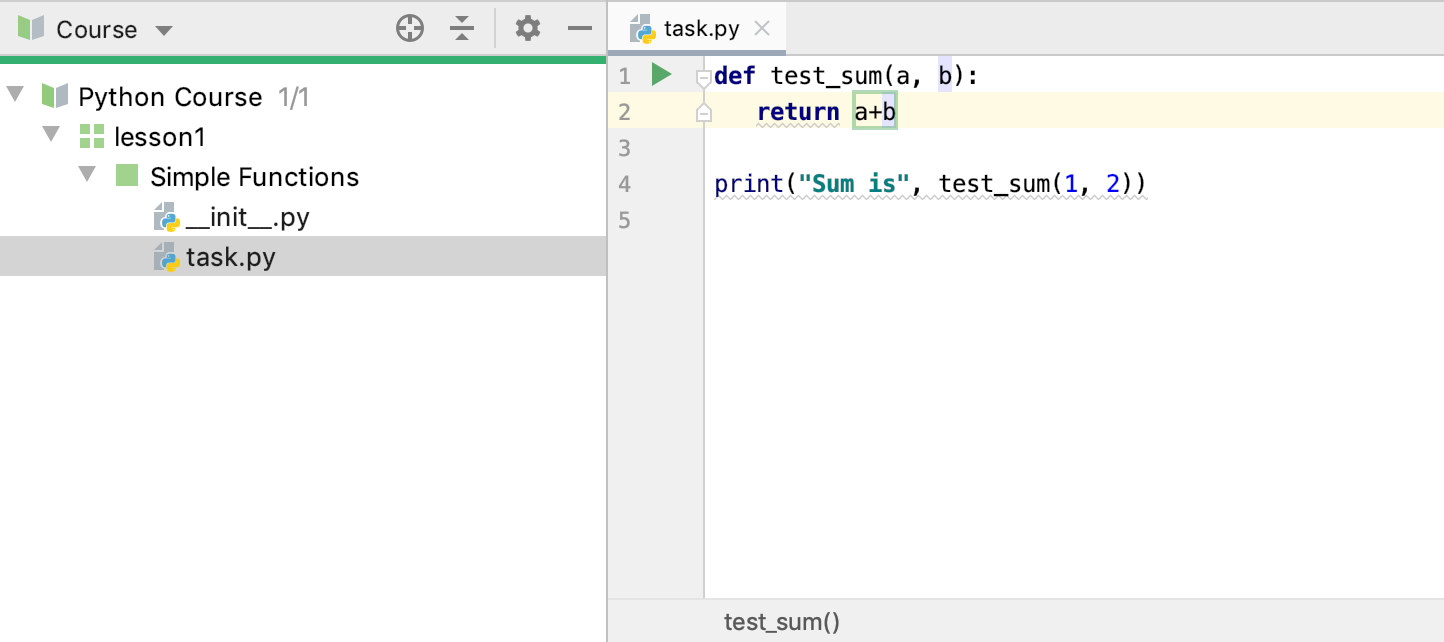 Course
Python Course 1/1
lesson1
Simple Functions
__init__.py
task.py
task.py
1 def test_sum(a, b):
2    return a+b
3
4 print("Sum is", test_sum(1, 2))
5
test_sum()